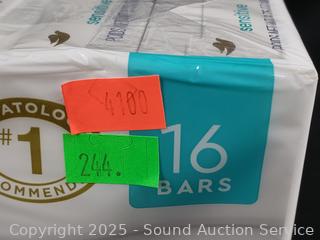 sensitive
sensitive
4100
ATOLO
#1
OMMEND
244.
16
BARS
Copyright 2025 - Sound Auction Service